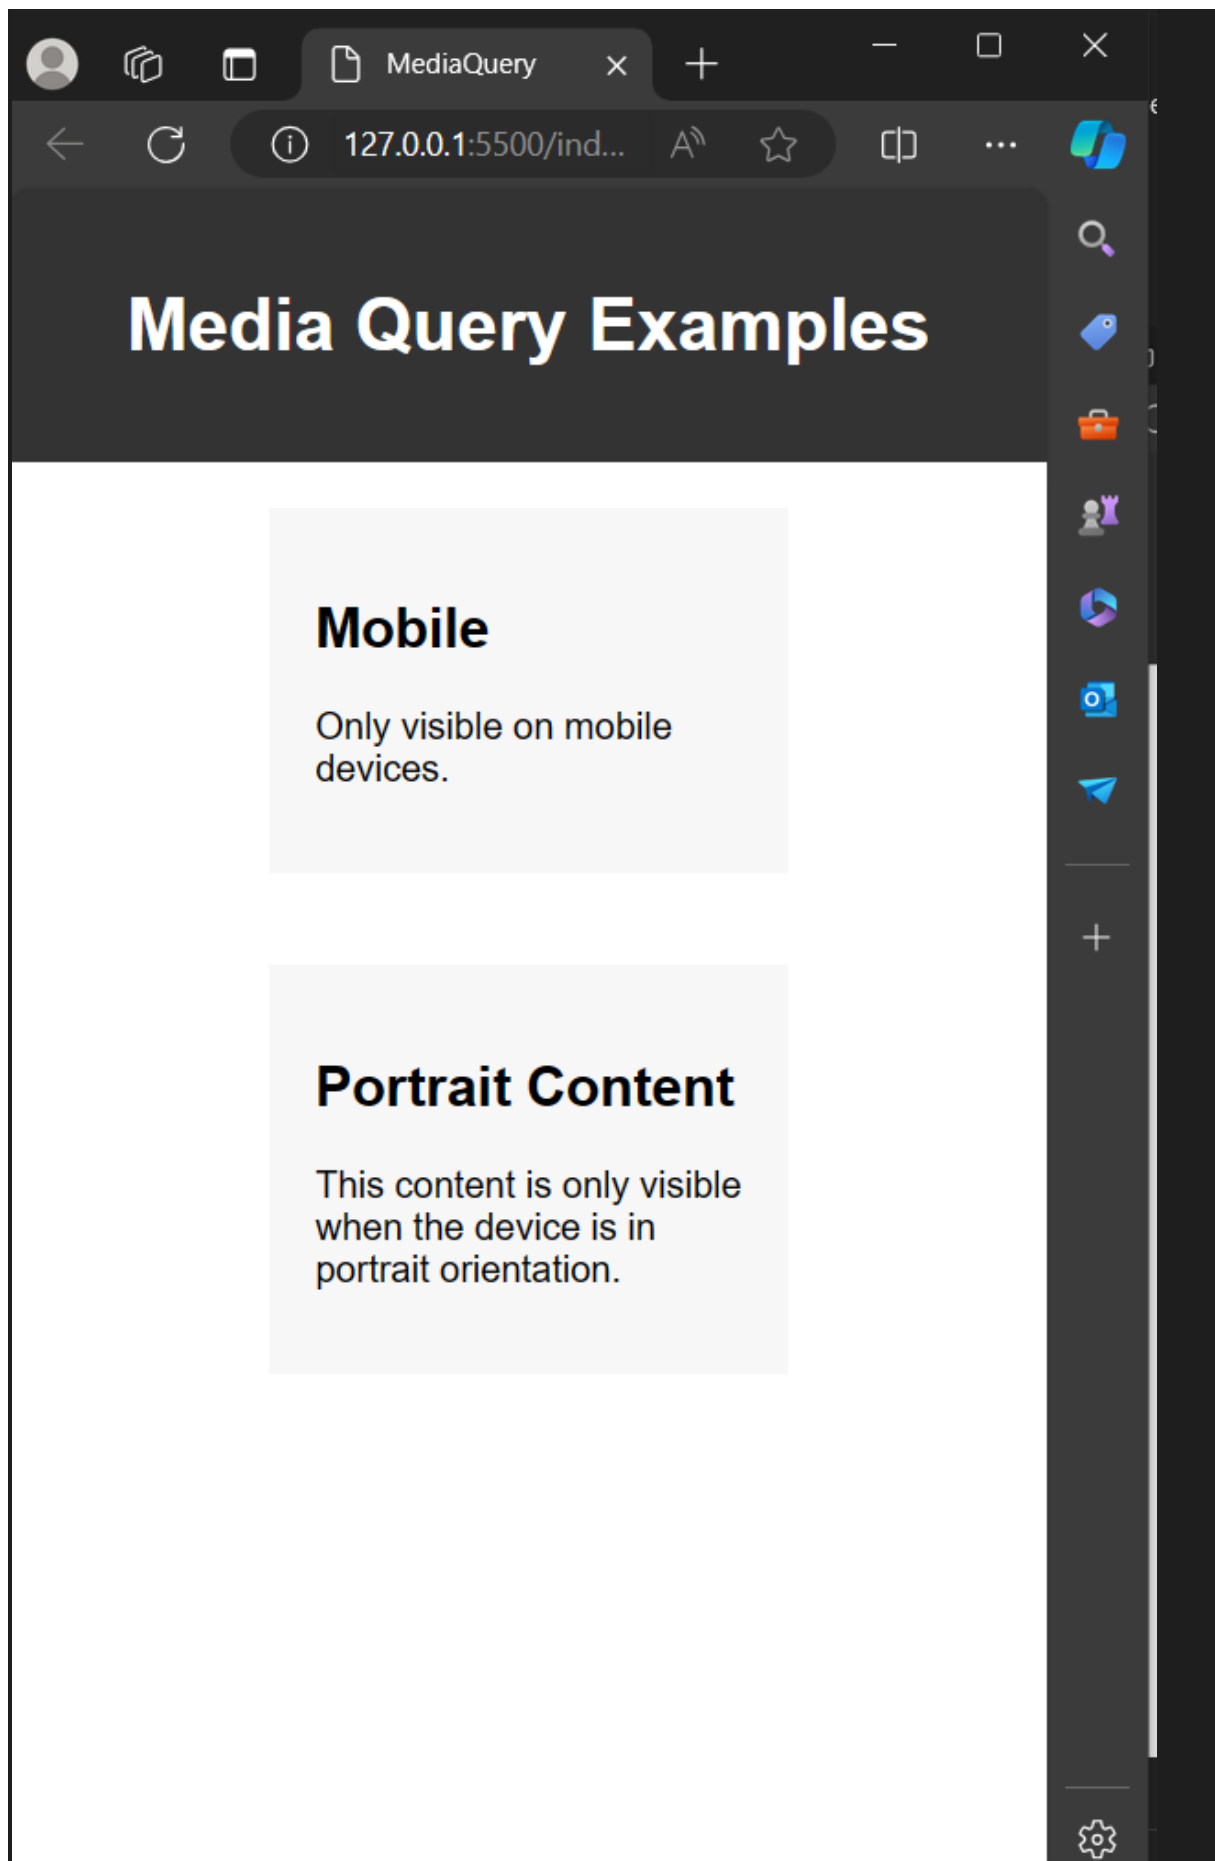 MediaQuery
127.0.0.1:5500/ind...
Media Query Examples
Mobile
Only visible on mobile
devices.
Portrait Content
This content is only visible
when the device is in
portrait orientation.